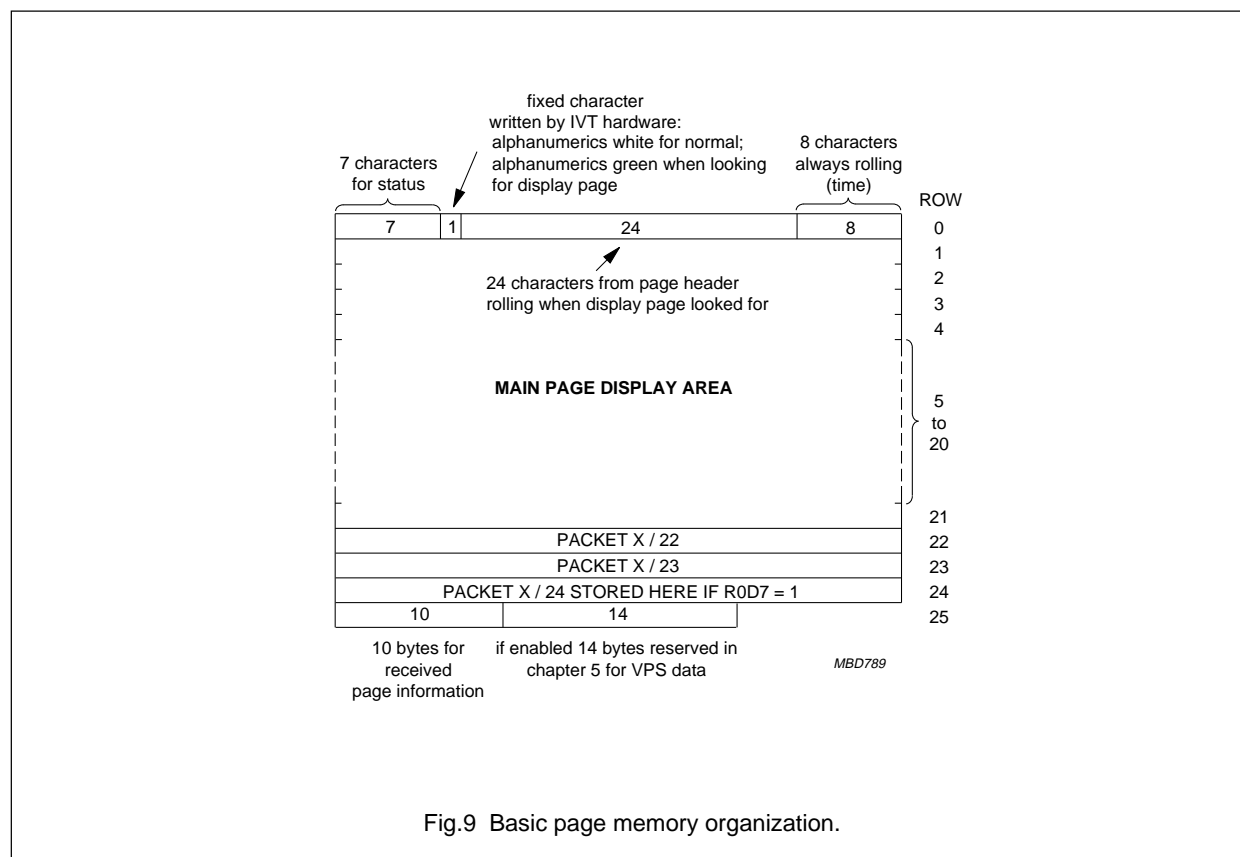 fixed character
written by IVT hardware:
alphanumerics white for normal;
alphanumerics green when looking
for display page
7 characters
for status
8 characters
always rolling
(time)
ROW
7 1 24 8 0
1
24 characters from page header
rolling when display page looked for
2
3
4
MAIN PAGE DISPLAY AREA
5
to
20
21
PACKET X / 22 22
PACKET X / 23 23
PACKET X / 24 STORED HERE IF R0D7 = 1 24
10 14 25
10 bytes for
received
page information
if enabled 14 bytes reserved in
chapter 5 for VPS data
MBD789
Fig.9 Basic page memory organization.